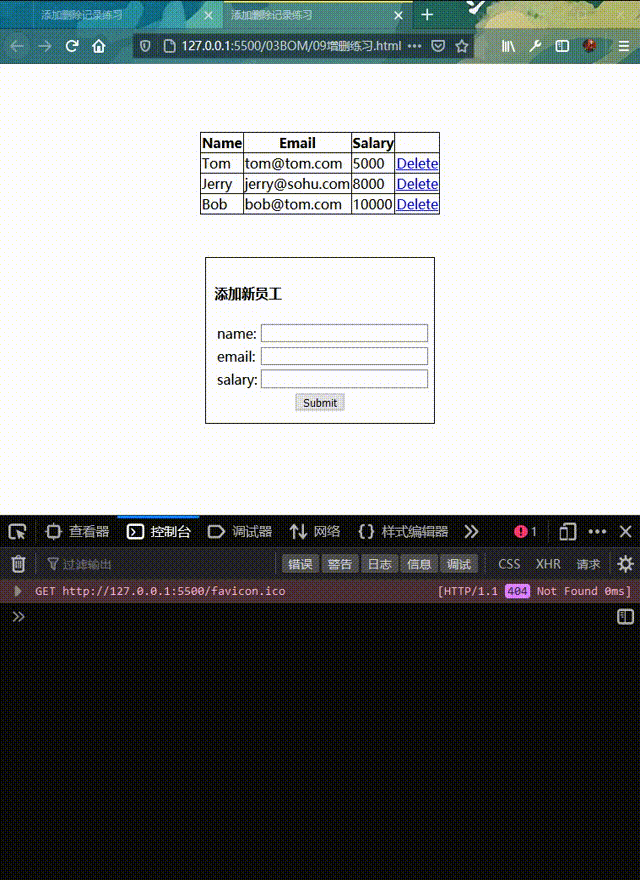 添加删除记录练习
添加删除记录练习
127.0.0.1:5500/03BOM/09增删练习.html
Name Email Salary
Tom tom@tom.com 5000 Delete
Jerry jerry@sohu.com 8000 Delete
Bob bob@tom.com 10000 Delete
添加新员工
name:
email:
salary:
Submit
查看器 控制台 调试器 网络 {} 样式编辑器 1
过滤输出 错误 警告 日志 信息 调试 CSS XHR 请求
GET http://127.0.0.1:5500/favicon.ico [HTTP/1.1 404 Not Found 0ms]